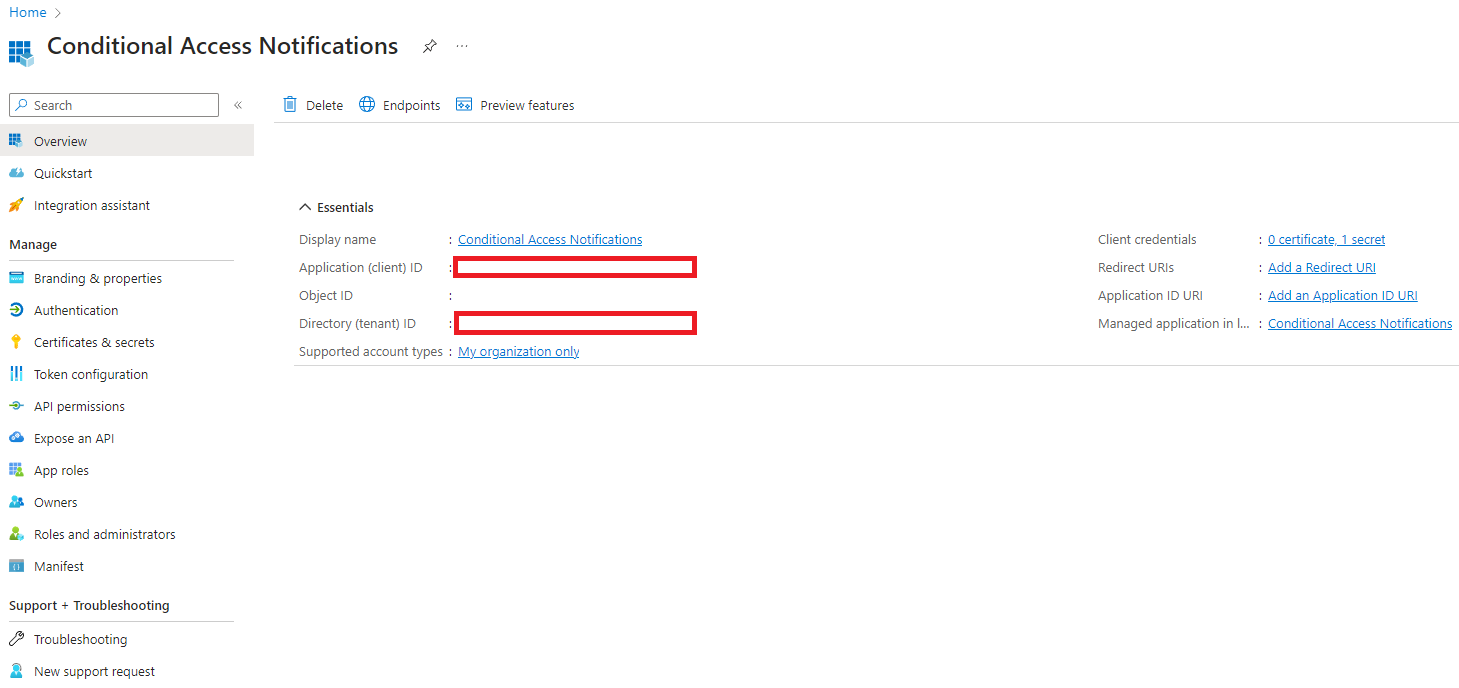 Home >
Conditional Access Notifications ...
Search «
Delete Endpoints Preview features
Overview
Quickstart
Integration assistant
Manage
Branding & properties
Authentication
Certificates & secrets
Token configuration
API permissions
Expose an API
App roles
Owners
Roles and administrators
Manifest
Support + Troubleshooting
Troubleshooting
New support request
Essentials
Display name : Conditional Access Notifications
Application (client) ID :
Object ID :
Directory (tenant) ID :
Supported account types : My organization only
Client credentials : 0 certificate, 1 secret
Redirect URIs : Add a Redirect URI
Application ID URI : Add an Application ID URI
Managed application in l... : Conditional Access Notifications